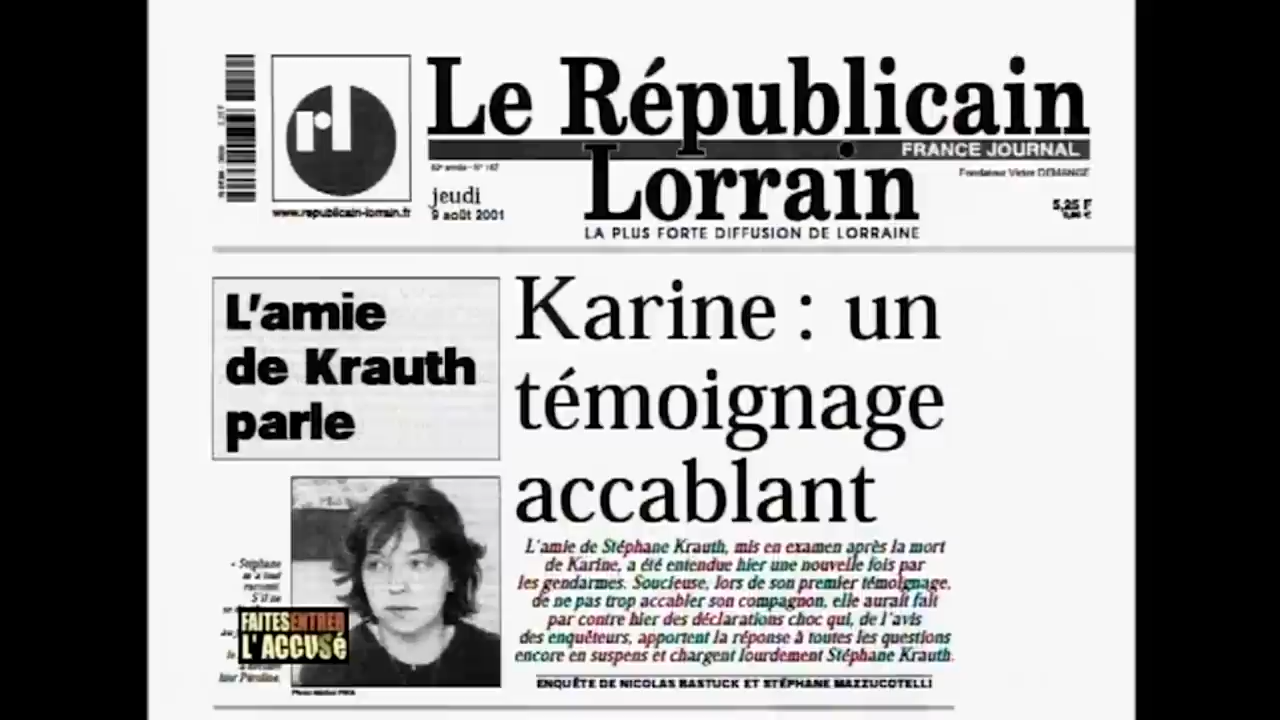 rl
Le Républicain
Lorrain
FRANCE JOURNAL
Fondateur Victor DEMANGE
www.republicain-lorrain.fr
jeudi
9 août 2001
5,25 F
LA PLUS FORTE DIFFUSION DE LORRAINE
L'amie
de Krauth
parle
Karine : un
témoignage
accablant
L'amie de Stéphane Krauth, mis en examen après la mort
de Karine, a été entendue hier une nouvelle fois par
les gendarmes. Soucieuse, lors de son premier témoignage,
de ne pas trop accabler son compagnon, elle aurait fait
par contre hier des déclarations choc qui, de l'avis
des enquêteurs, apportent la réponse à toutes les questions
encore en suspens et chargent lourdement Stéphane Krauth.
ENQUÊTE DE NICOLAS BASTUCK ET STÉPHANE MAZZUCOTELLI
« Stéphane
m'a tout
raconté.
S'il ne
FAITES ENTRER
L'ACCUSé